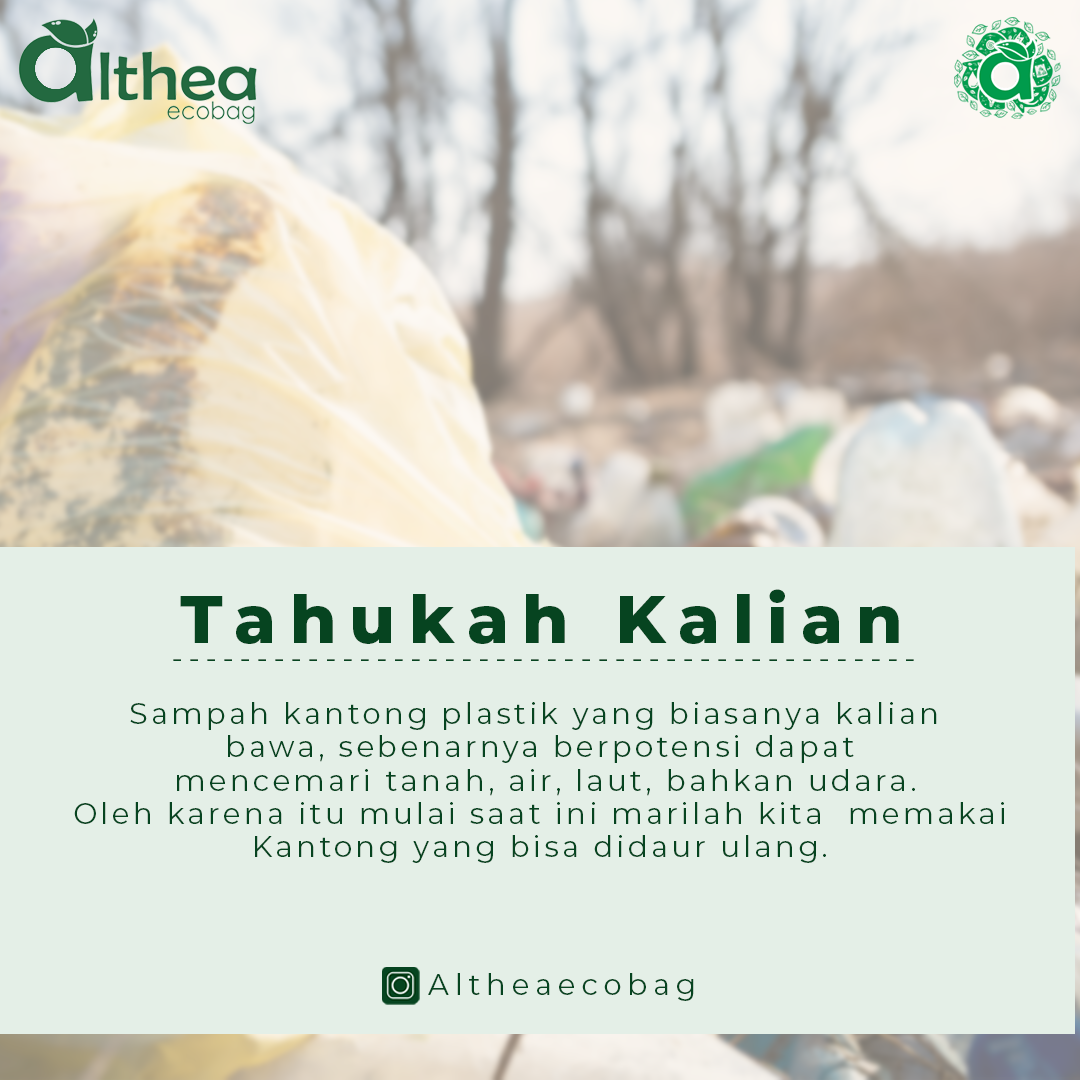 althea
ecobag
a
Tahukah Kalian
Sampah kantong plastik yang biasanya kalian
bawa, sebenarnya berpotensi dapat
mencemari tanah, air, laut, bahkan udara.
Oleh karena itu mulai saat ini marilah kita  memakai
Kantong yang bisa didaur ulang.
Altheaecobag